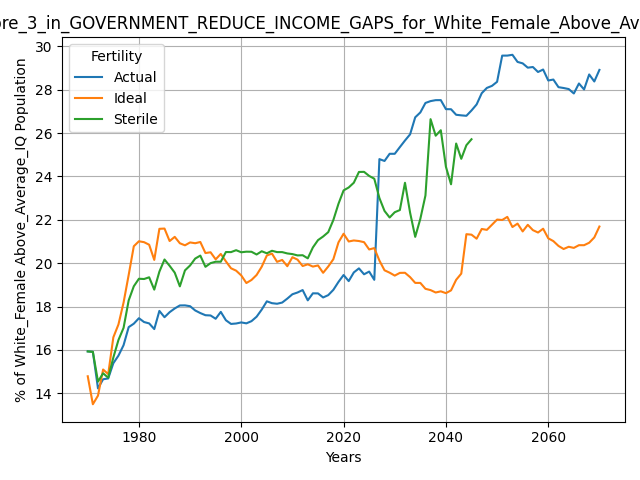 ore_3_in_GOVERNMENT_REDUCE_INCOME_GAPS_for_White_Female_Above_Av
Fertility
Actual
Ideal
Sterile
% of White_Female Above_Average_IQ Population
30
28
26
24
22
20
18
16
14
1980
2000
2020
2040
2060
Years